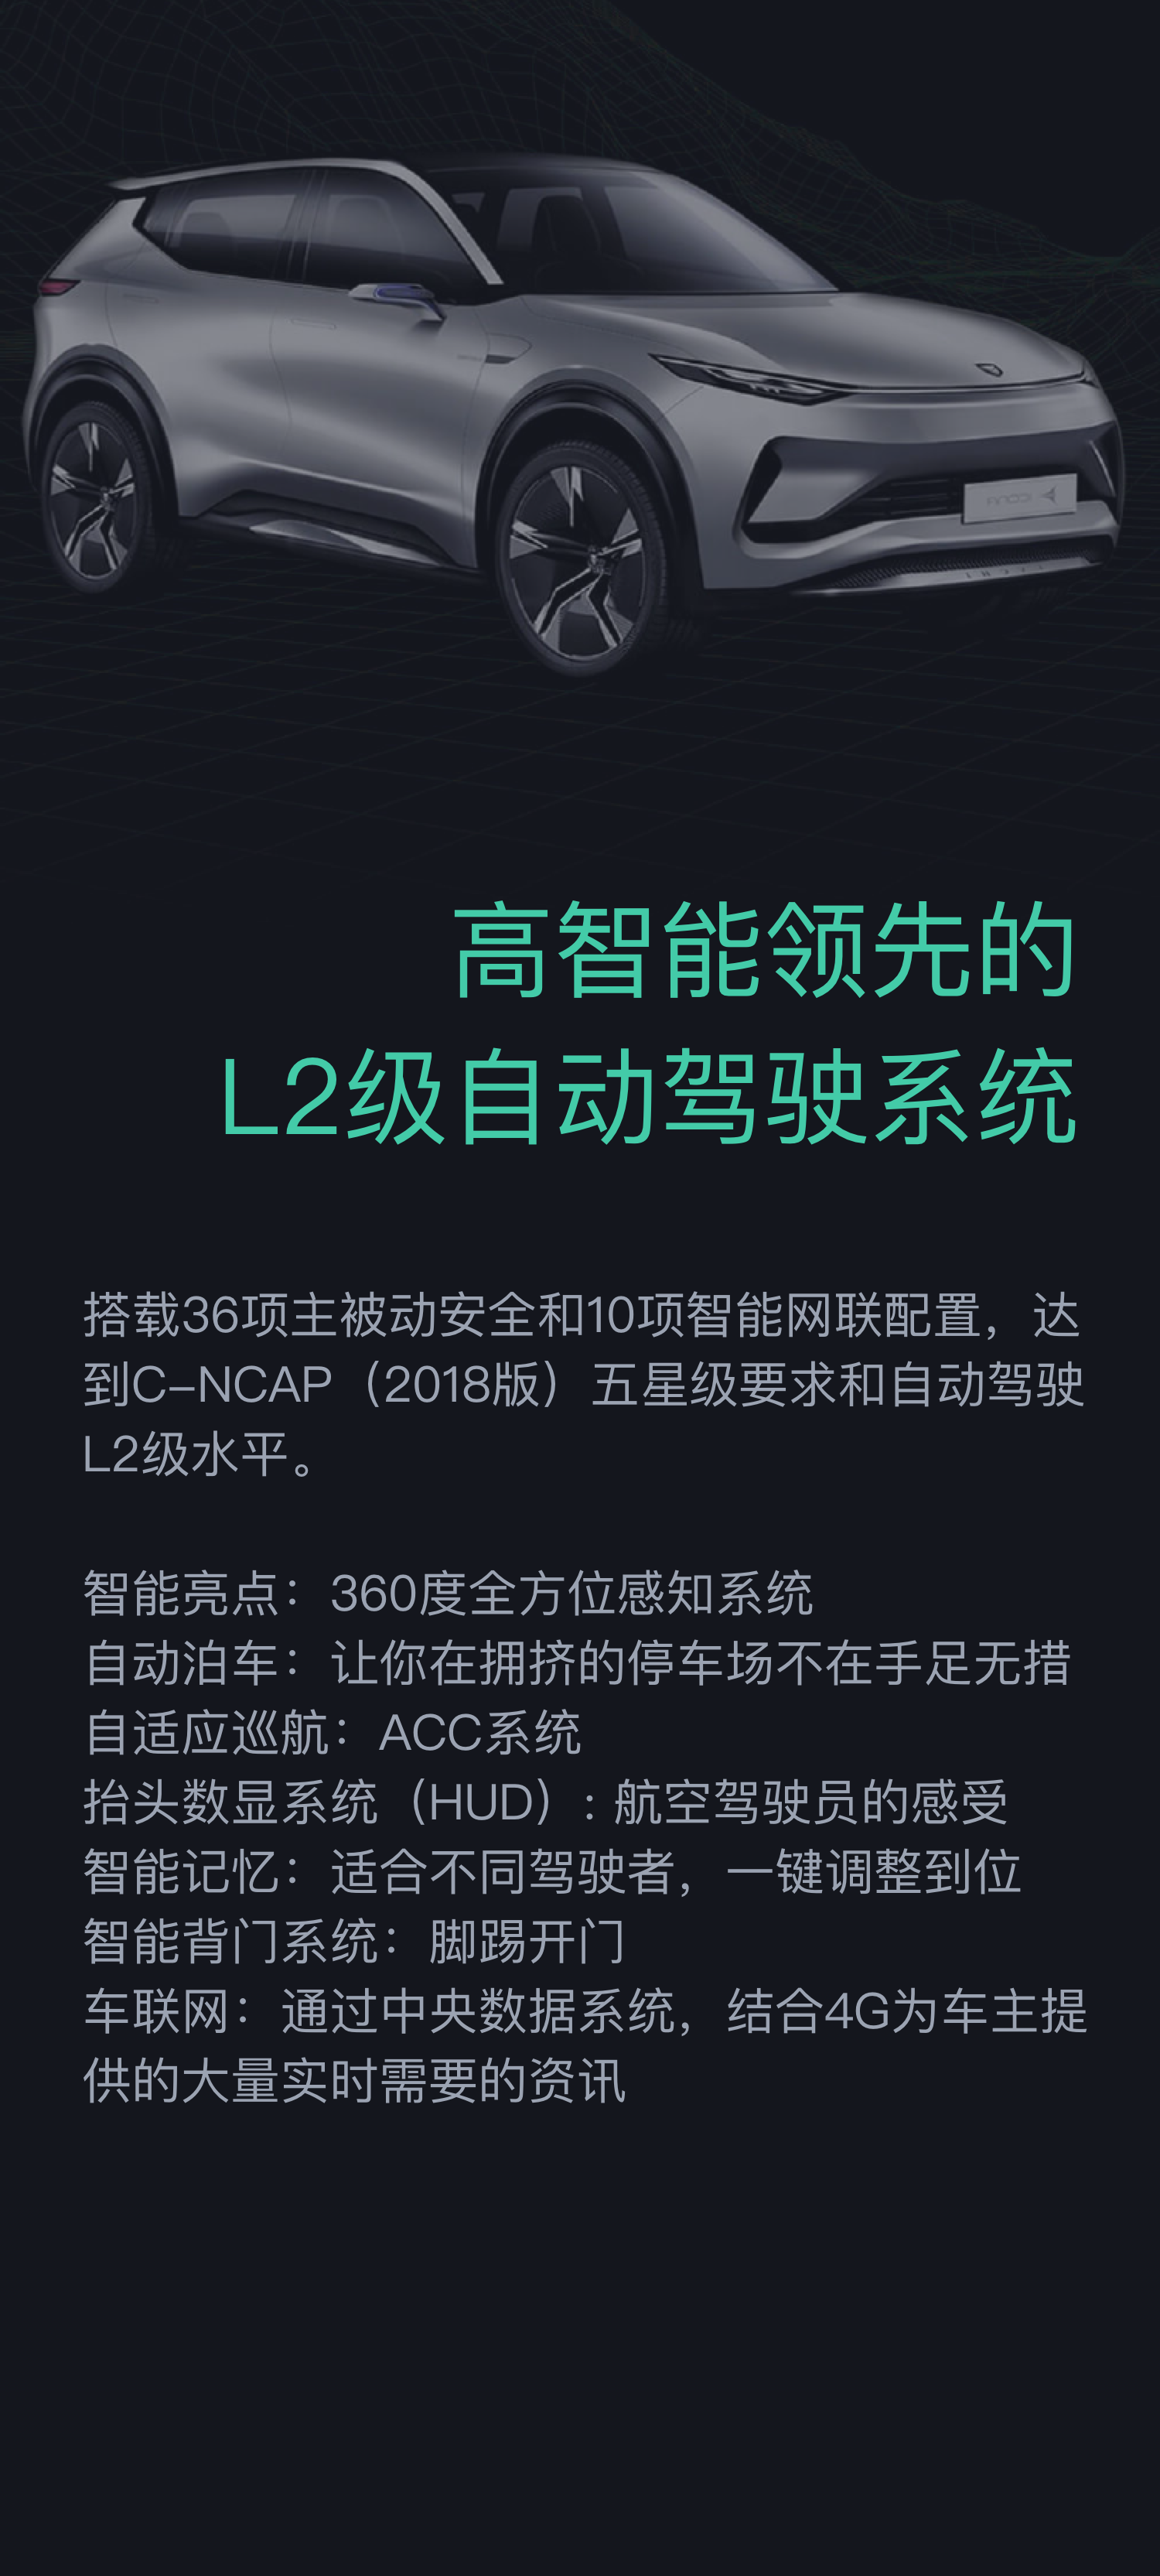 高智能领先的
L2级自动驾驶系统
搭载36项主被动安全和10项智能网联配置，达
到C-NCAP（2018版）五星级要求和自动驾驶
L2级水平。
智能亮点：360度全方位感知系统
自动泊车：让你在拥挤的停车场不在手足无措
自适应巡航：ACC系统
抬头数显系统（HUD）: 航空驾驶员的感受
智能记忆：适合不同驾驶者，一键调整到位
智能背门系统：脚踢开门
车联网：通过中央数据系统，结合4G为车主提
供的大量实时需要的资讯